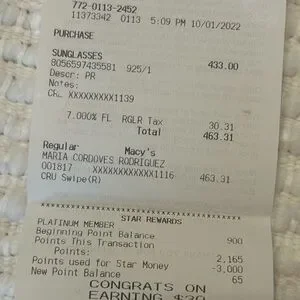 772-0113-2452
11373342 0113 5:09 PM 10/01/2022
PURCHASE
SUNGLASSES
8056597435581 925/1 433.00
Descr: PR
Notes:
CRL XXXXXXXXX1139
7.000% FL RGLR Tax 30.31
Total 463.31
Regular Macy's
MARIA CORDOVES RODRIGUEZ
001817 XXXXXXXXXXXX1116 463.31
CRU Swipe(R)
STAR REWARDS
PLATINUM MEMBER
Beginning Point Balance 900
Points This Transaction
Points: 2,165
Points used for Star Money -3,000
New Point Balance 65
CONGRATS ON
EARNING $30